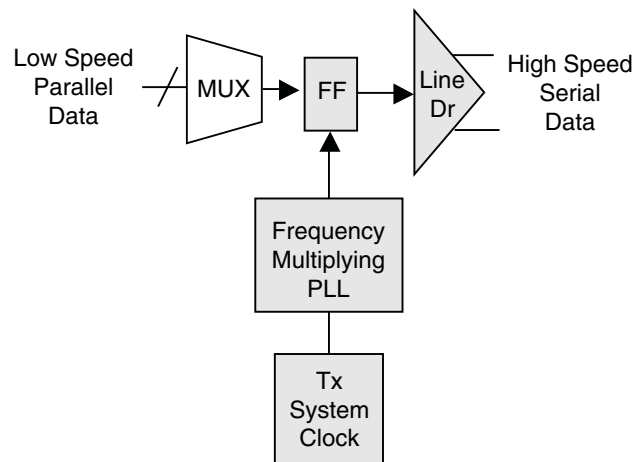 Low Speed
Parallel
Data
MUX
FF
Line
Dr
High Speed
Serial
Data
Frequency
Multiplying
PLL
Tx
System
Clock